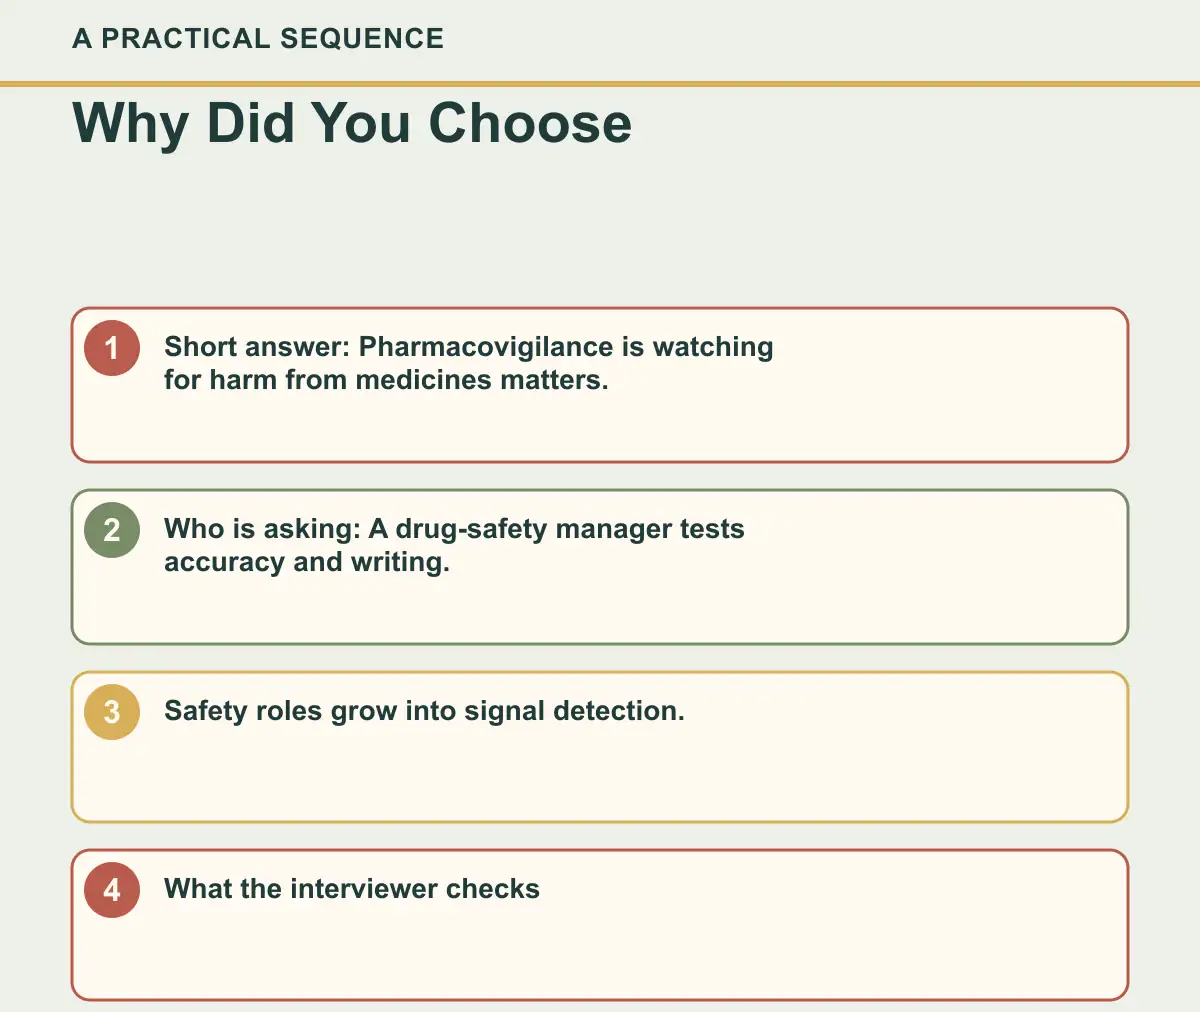 A PRACTICAL SEQUENCE
Why Did You Choose
1
Short answer: Pharmacovigilance is watching
for harm from medicines matters.
2
Who is asking: A drug-safety manager tests
accuracy and writing.
3
Safety roles grow into signal detection.
4
What the interviewer checks